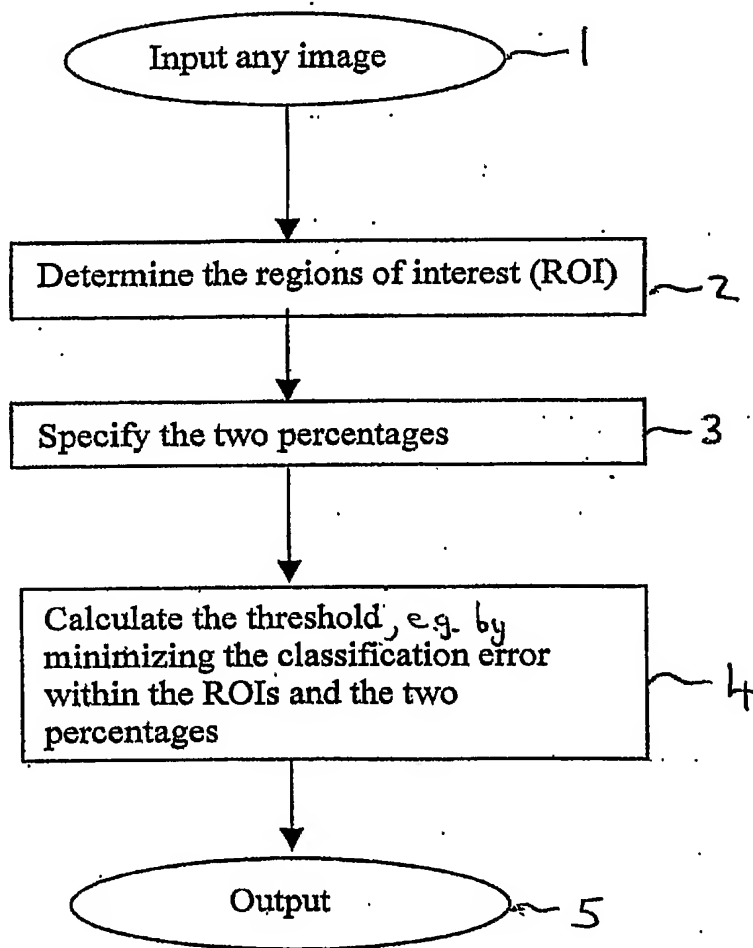 Input any image
1
Determine the regions of interest (ROI)
2
Specify the two percentages
3
Calculate the threshold, e.g. by
minimizing the classification error
within the ROIs and the two
percentages
4
Output
5